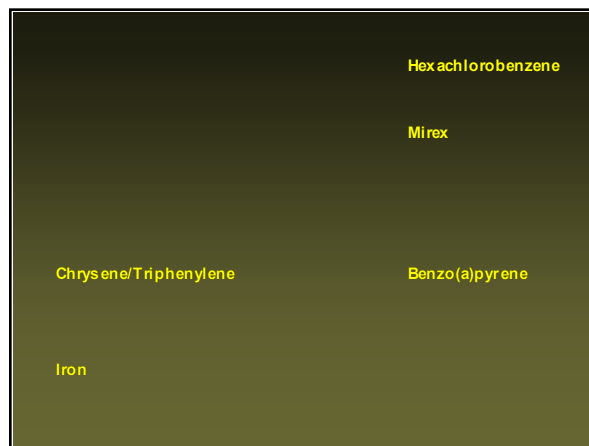 Hexachlorobenzene
Mirex
Chrysene/Triphenylene
Benzo(a)pyrene
Iron